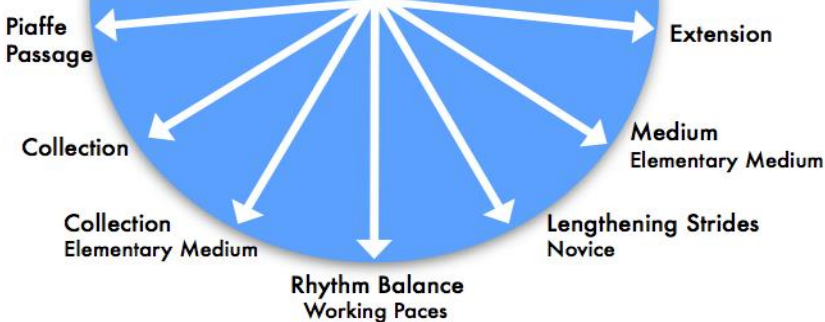 Piaffe
Passage
Extension
Collection
Medium
Elementary Medium
Collection
Elementary Medium
Lengthening Strides
Novice
Rhythm Balance
Working Paces